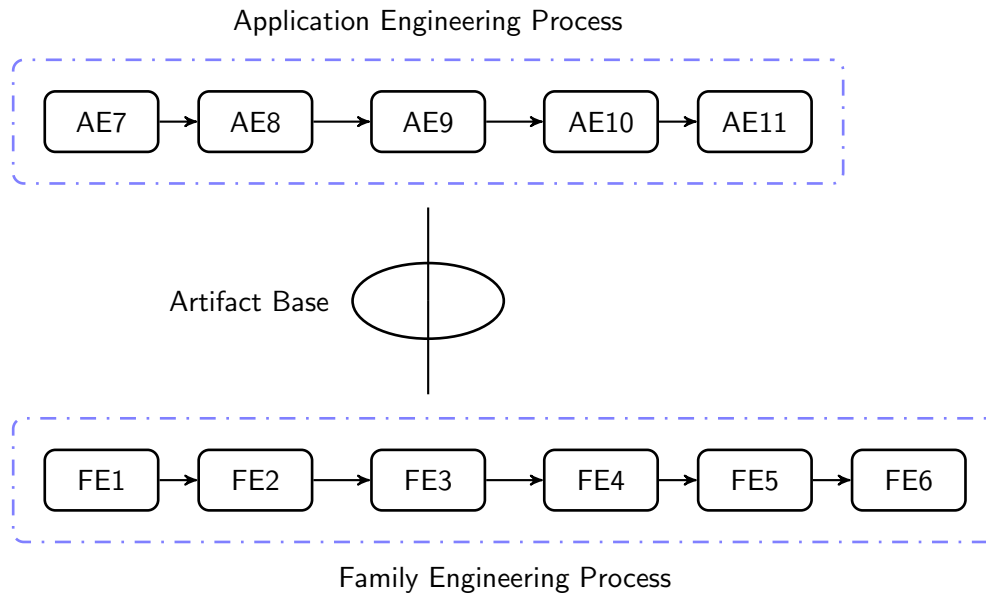 Application Engineering Process
AE7 AE8 AE9 AE10 AE11
Artifact Base
FE1 FE2 FE3 FE4 FE5 FE6
Family Engineering Process